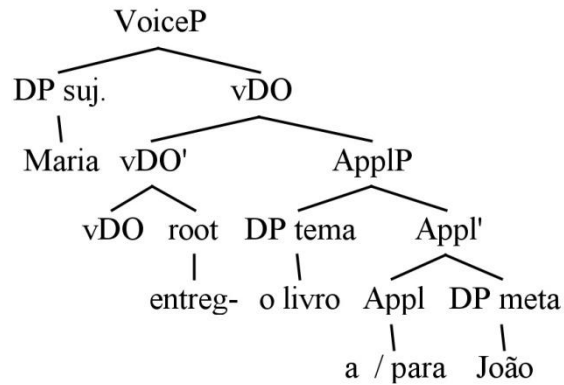 VoiceP
DP suj. vDO
Maria vDO' ApplP
vDO root DP tema Appl'
entreg- o livro Appl DP meta
a / para João